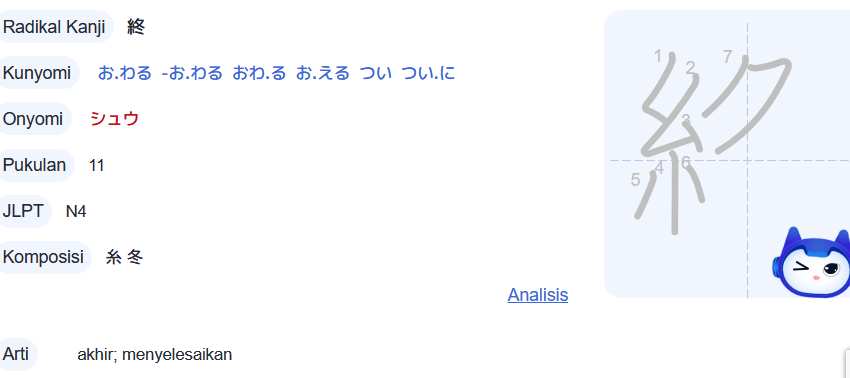 Radikal Kanji 終
Kunyomi お.わる -お.わる おわ.る お.える つい つい.に
Onyomi シュウ
Pukulan 11
JLPT N4
Komposisi 糸 冬
Analisis
Arti akhir; menyelesaikan
1
2
7
3
4
6
5